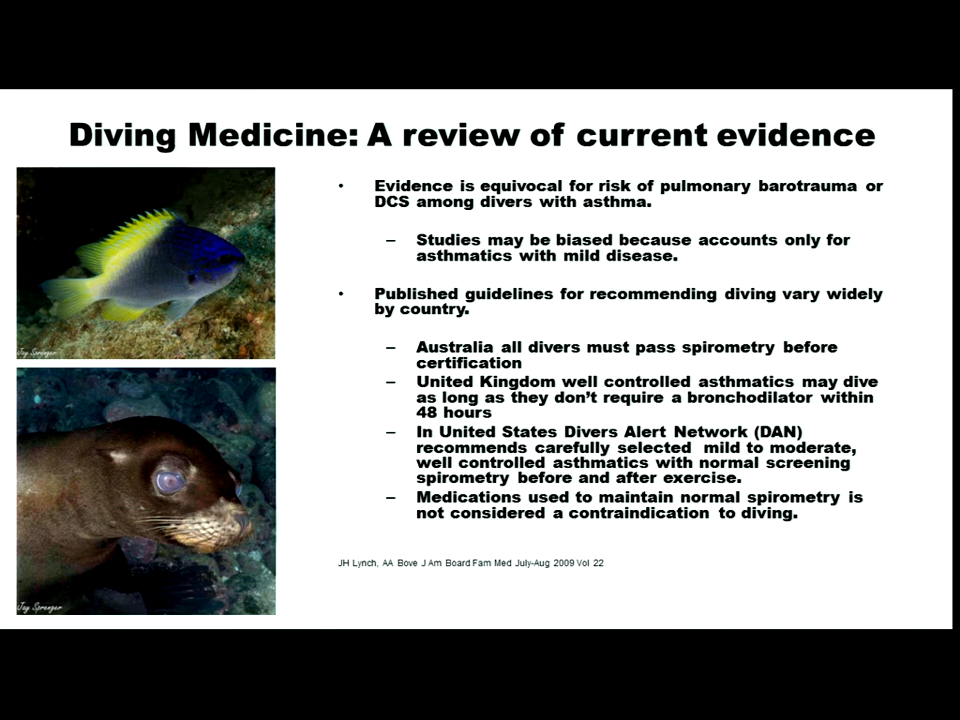 Diving Medicine: A review of current evidence
• Evidence is equivocal for risk of pulmonary barotrauma or
DCS among divers with asthma.
– Studies may be biased because accounts only for
asthmatics with mild disease.
• Published guidelines for recommending diving vary widely
by country.
– Australia all divers must pass spirometry before
certification
– United Kingdom well controlled asthmatics may dive
as long as they don't require a bronchodilator within
48 hours
– In United States Divers Alert Network (DAN)
recommends carefully selected mild to moderate,
well controlled asthmatics with normal screening
spirometry before and after exercise.
– Medications used to maintain normal spirometry is
not considered a contraindication to diving.
JH Lynch, AA Bove J Am Board Fam Med July-Aug 2009 Vol 22
Jay Sprenger
Jay Sprenger